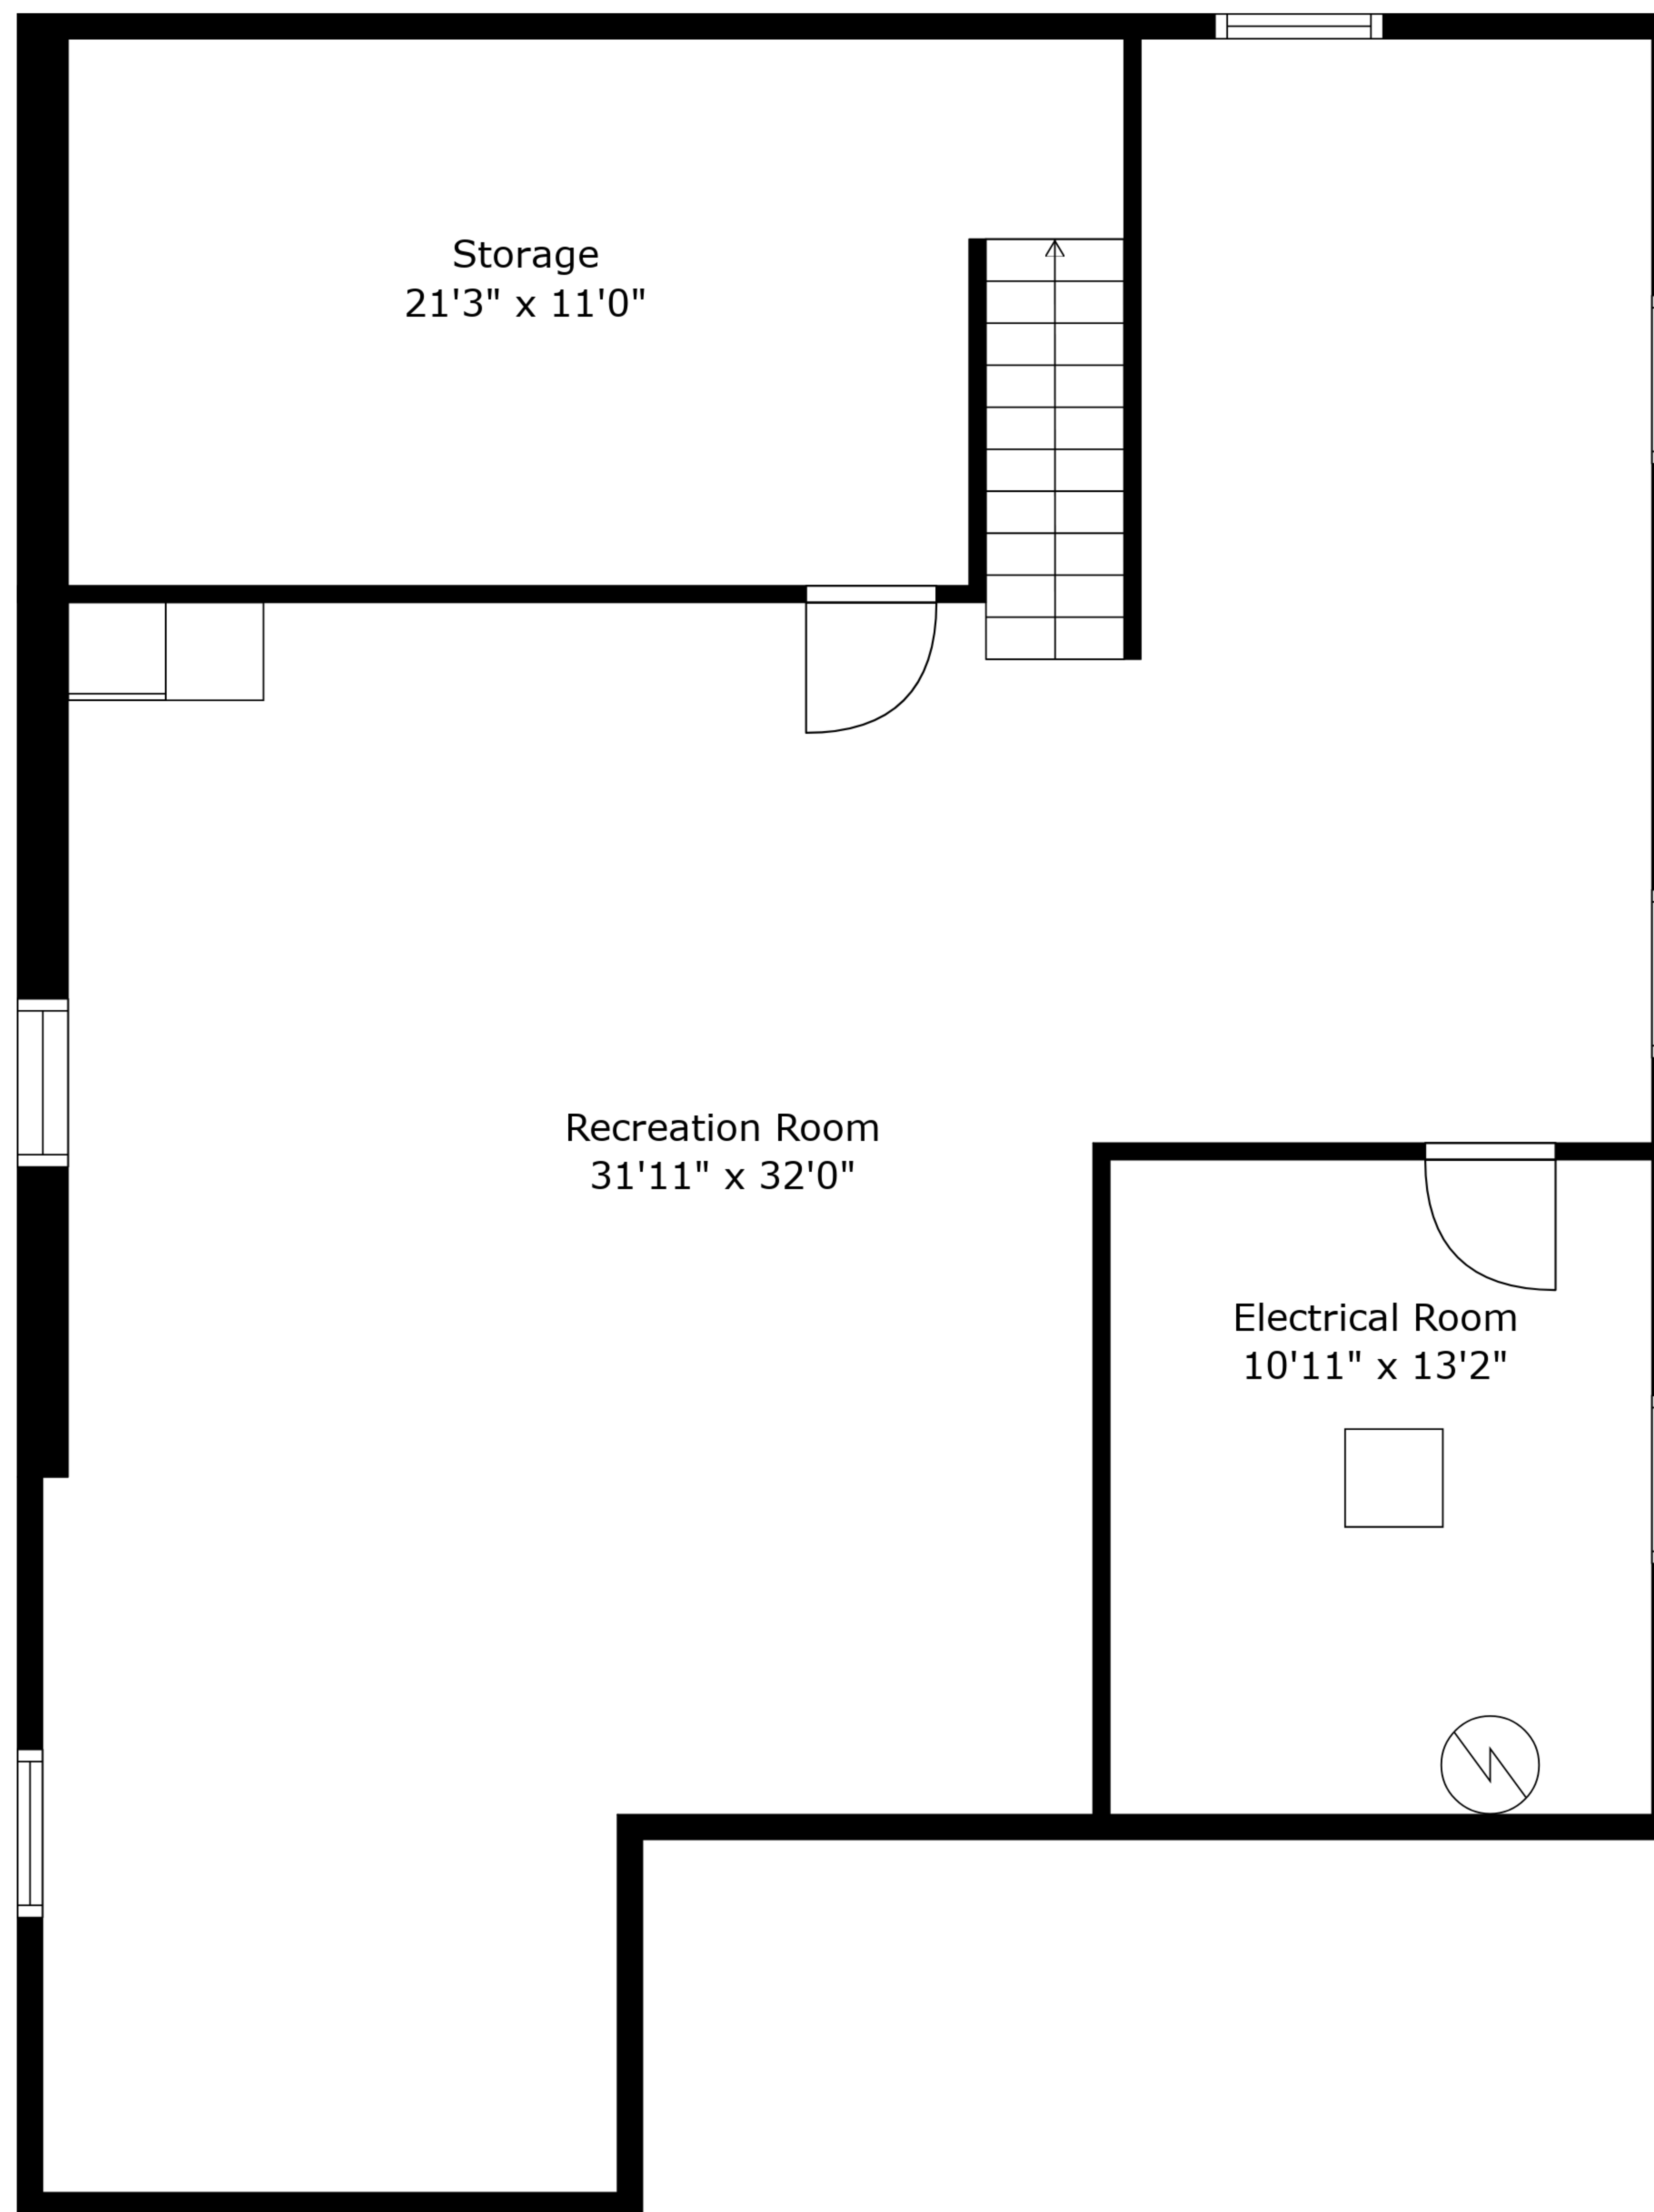 Storage
21'3" x 11'0"
Recreation Room
31'11" x 32'0"
Electrical Room
10'11" x 13'2"